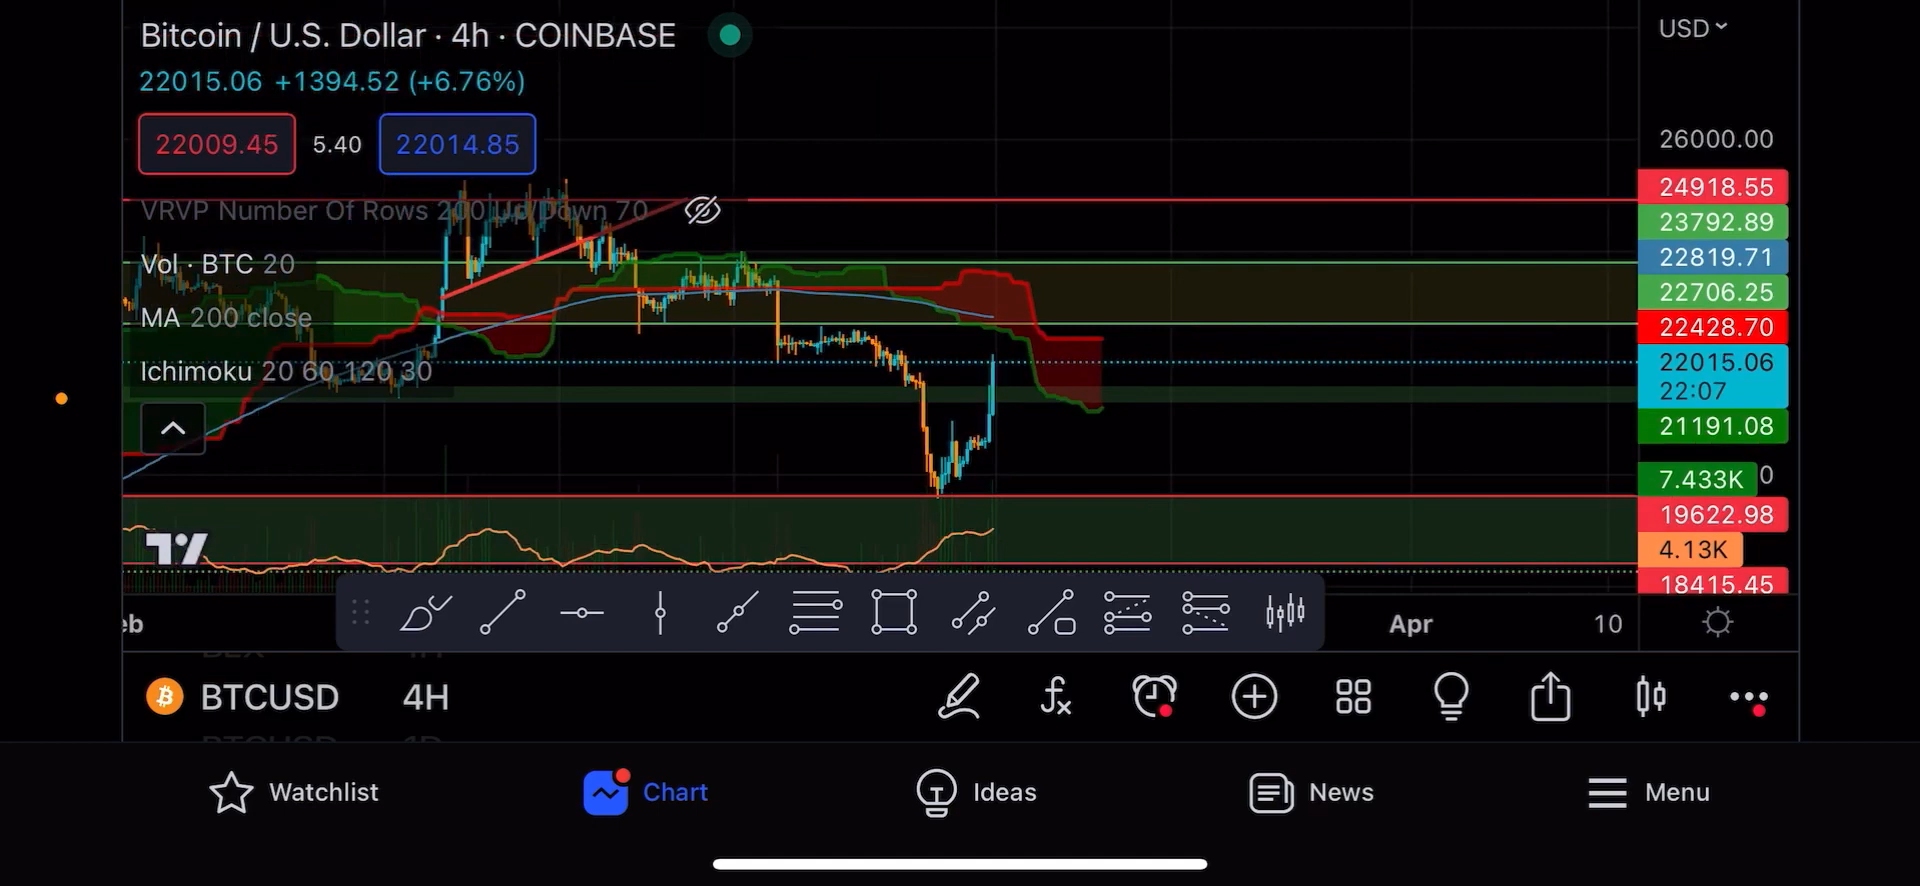 Bitcoin / U.S. Dollar · 4h · COINBASE
USD
22015.06 +1394.52 (+6.76%)
22009.45 5.40 22014.85
26000.00
24918.55
VRVP Number Of Rows 200 Up/Down 70
23792.89
Vol · BTC 20
22819.71
22706.25
MA 200 close
22428.70
22015.06
Ichimoku 20 60 120 30
22:07
21191.08
7.433K 0
19622.98
4.13K
18415.45
eb
Apr
10
BTCUSD 4H
Watchlist
Chart
Ideas
News
Menu